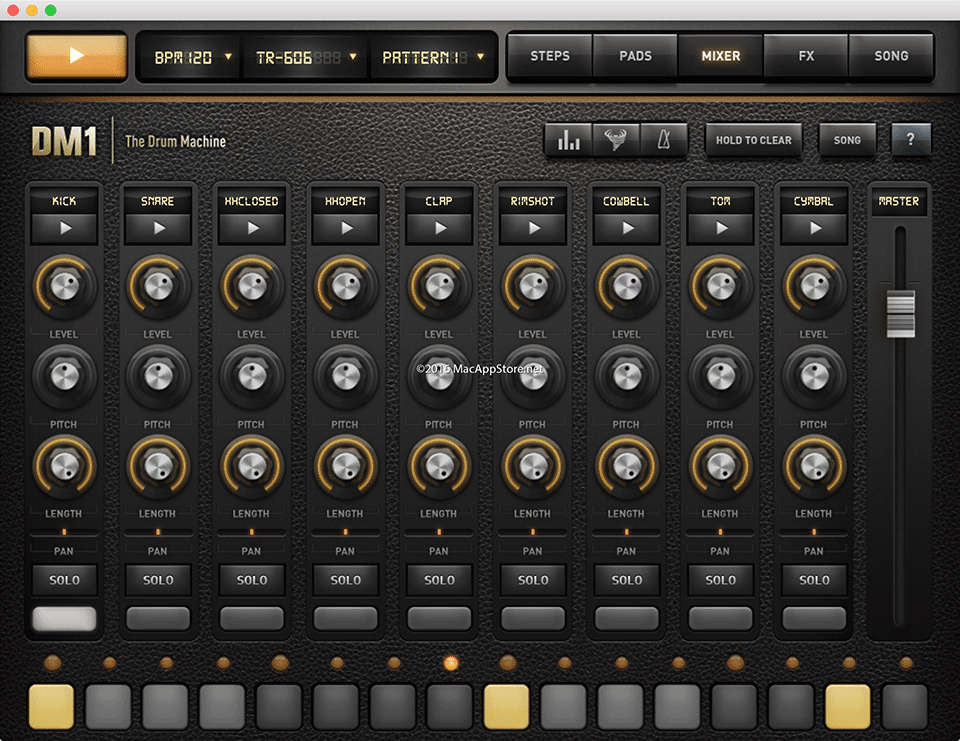 BPM120 TR-606 PATTERN1 STEPS PADS MIXER FX SONG
DM1 The Drum Machine HOLD TO CLEAR SONG ?
KICK SNARE HHCLOSED HHOPEN CLAP RIMSHOT COWBELL TOM CYMBAL MASTER
LEVEL LEVEL LEVEL LEVEL LEVEL LEVEL LEVEL LEVEL LEVEL
©2016 MacAppStore.net
PITCH PITCH PITCH PITCH PITCH PITCH PITCH PITCH PITCH
LENGTH LENGTH LENGTH LENGTH LENGTH LENGTH LENGTH LENGTH LENGTH
PAN PAN PAN PAN PAN PAN PAN PAN PAN
SOLO SOLO SOLO SOLO SOLO SOLO SOLO SOLO SOLO